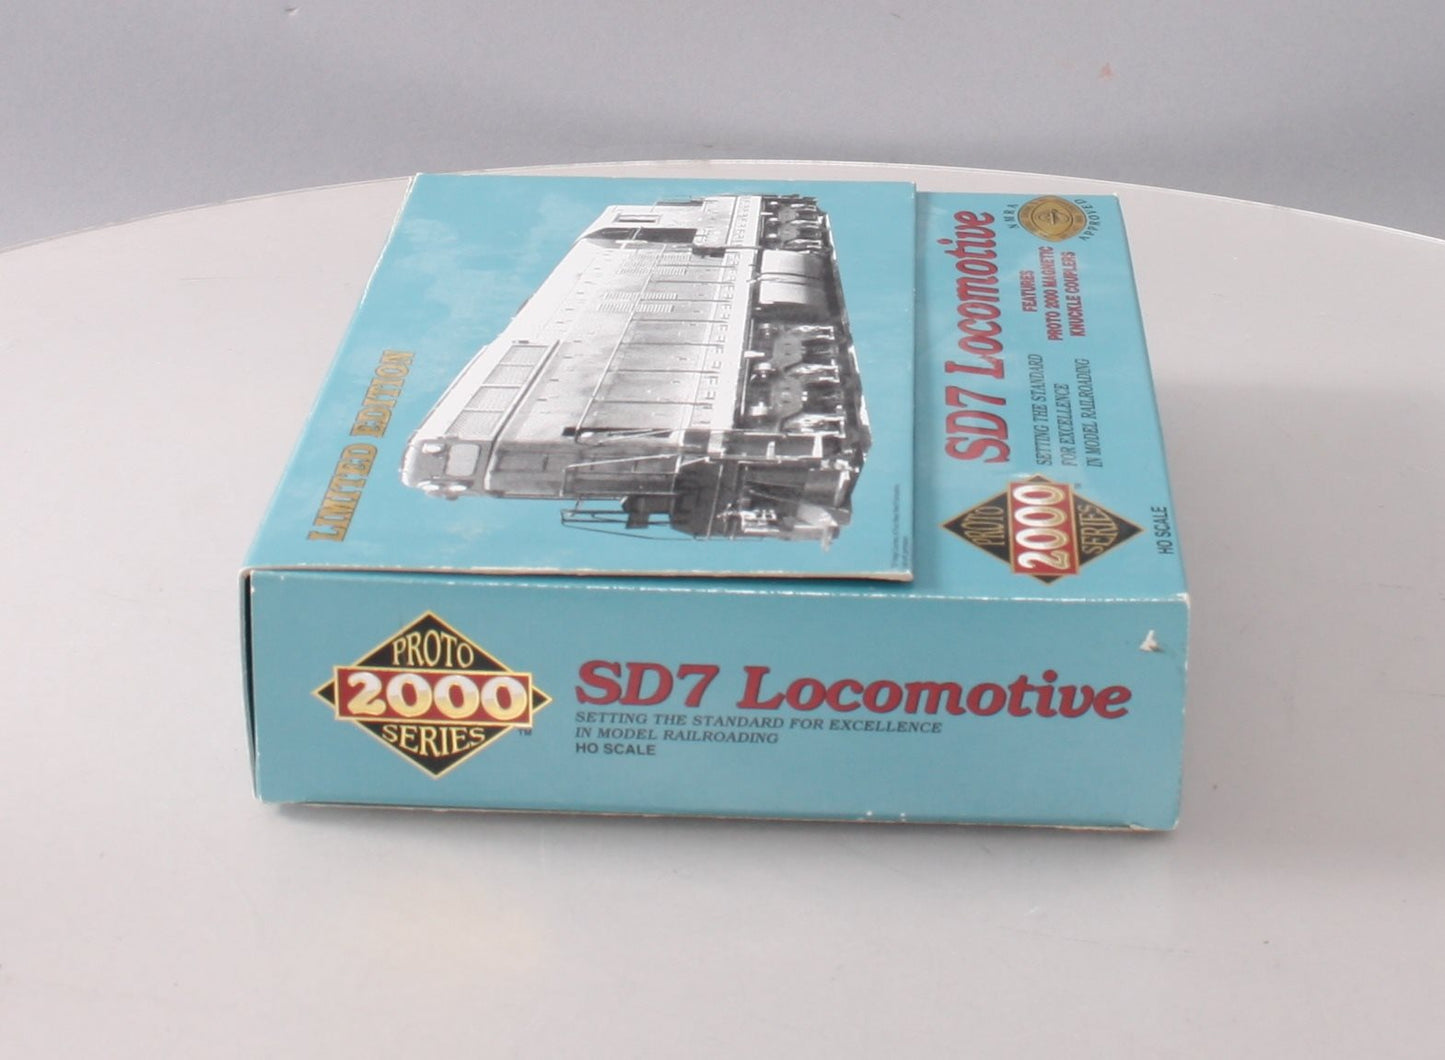 LIMITED EDITION
SD7 Locomotive
NMRA
APPROVED
FEATURES
PROTO 2000 MAGNETIC
KNUCKLE COUPLERS
SETTING THE STANDARD
FOR EXCELLENCE
IN MODEL RAILROADING
PROTO
2000
SERIES
HO SCALE
PROTO
2000
SERIES
™
SD7 Locomotive
SETTING THE STANDARD FOR EXCELLENCE
IN MODEL RAILROADING
HO SCALE